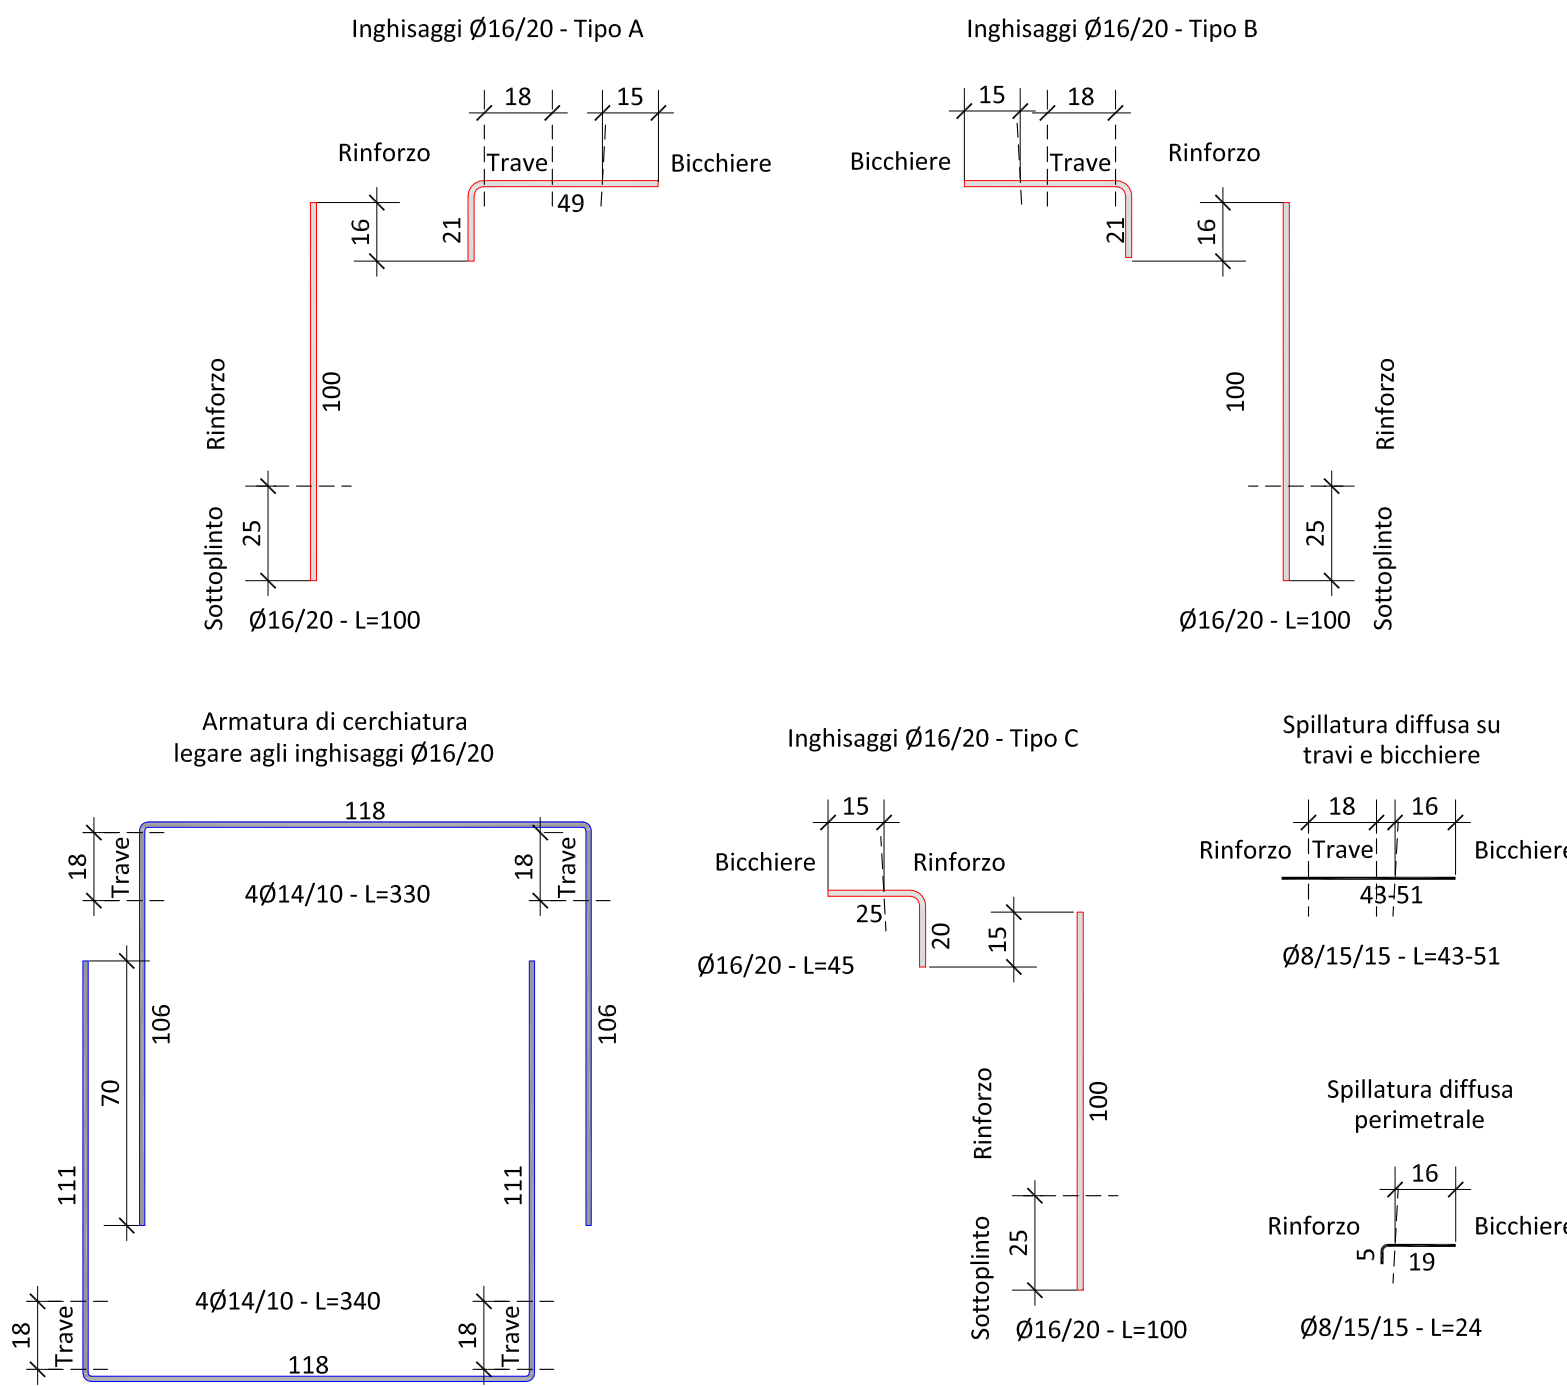 Inghisaggi Ø16/20 - Tipo A
18
15
Rinforzo
Trave
Bicchiere
49
16
21
Rinforzo
100
Sottoplinto
25
Ø16/20 - L=100
Inghisaggi Ø16/20 - Tipo B
15
18
Bicchiere
Trave
Rinforzo
21
16
100
Rinforzo
25
Sottoplinto
Ø16/20 - L=100
Armatura di cerchiatura
legare agli inghisaggi Ø16/20
118
18
Trave
18
Trave
4Ø14/10 - L=330
106
106
70
111
111
4Ø14/10 - L=340
18
Trave
18
Trave
118
Inghisaggi Ø16/20 - Tipo C
15
Bicchiere
Rinforzo
25
20
15
Ø16/20 - L=45
Rinforzo
100
Sottoplinto
25
Ø16/20 - L=100
Spillatura diffusa su
travi e bicchiere
18
16
Rinforzo
Trave
Bicchiere
43-51
Ø8/15/15 - L=43-51
Spillatura diffusa
perimetrale
16
Rinforzo
Bicchiere
5
19
Ø8/15/15 - L=24